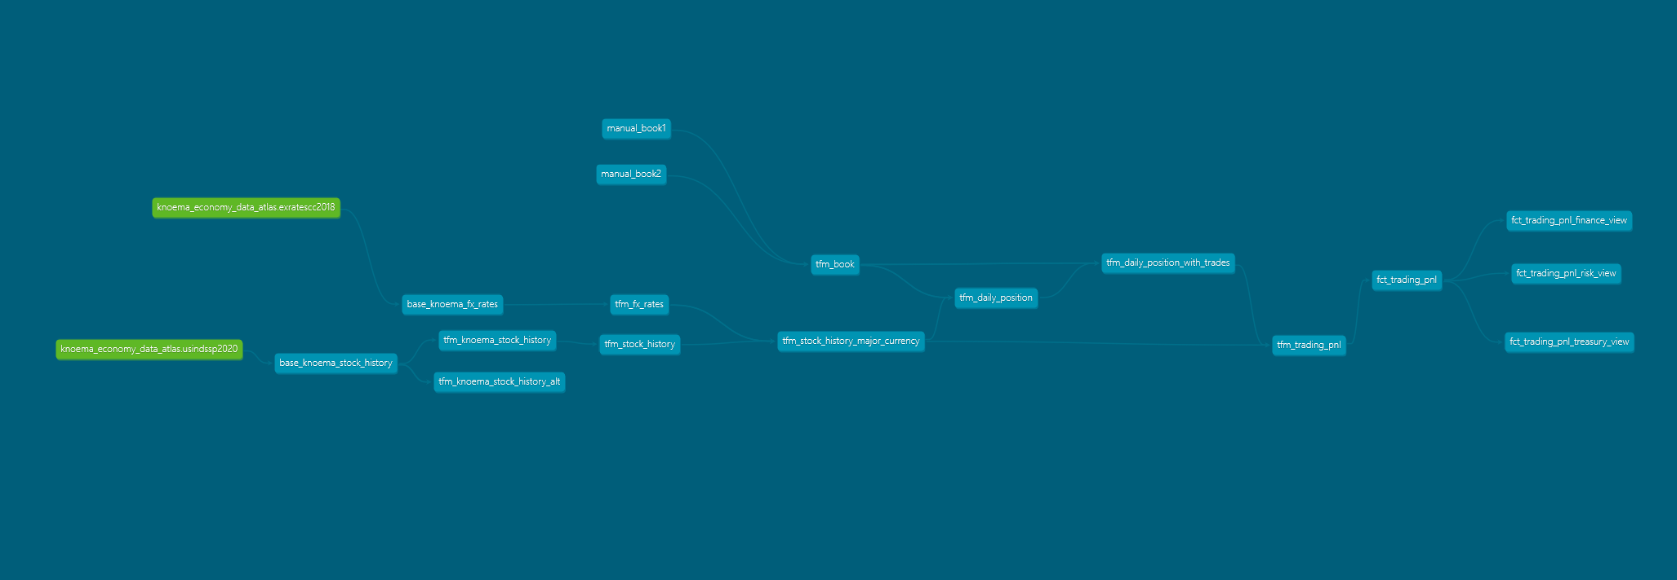 manual_book1
manual_book2
knoema_economy_data_atlas.exratescc2018
fct_trading_pnl_finance_view
tfm_book
tfm_daily_position_with_trades
fct_trading_pnl_risk_view
fct_trading_pnl
tfm_daily_position
base_knoema_fx_rates
tfm_fx_rates
knoema_economy_data_atlas.usindssp2020
tfm_knoema_stock_history
tfm_stock_history
tfm_stock_history_major_currency
tfm_trading_pnl
fct_trading_pnl_treasury_view
base_knoema_stock_history
tfm_knoema_stock_history_alt